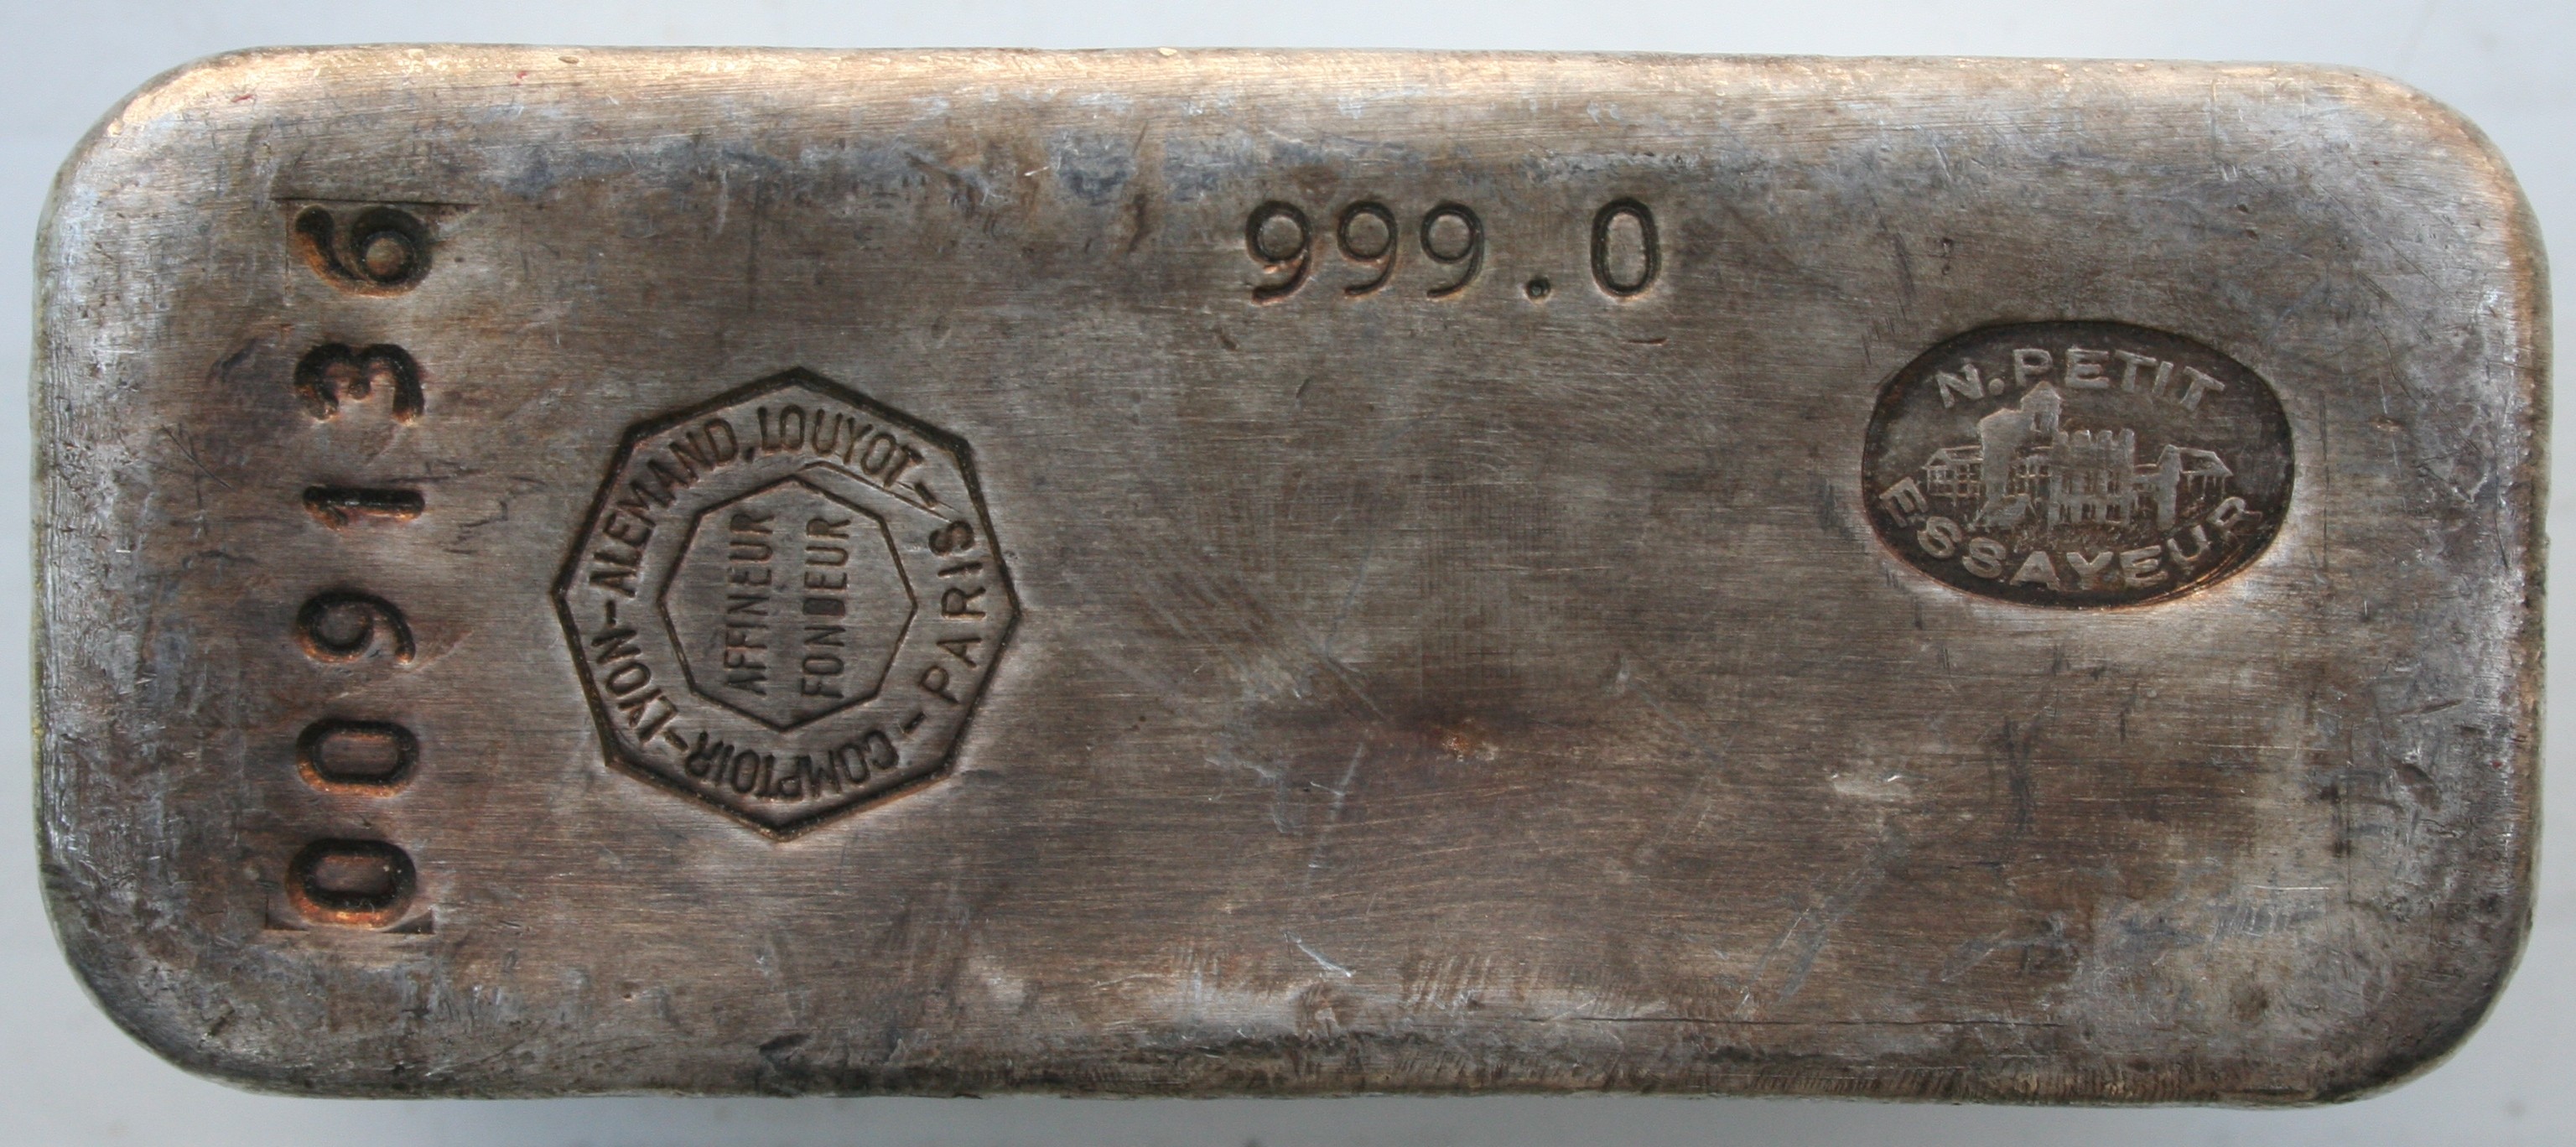 009136
999.0
COMPTOIR-LYON-ALEMAND, LOUYOT-
-PARIS
AFFINEUR
FONDEUR
N. PETIT
ESSAYEUR